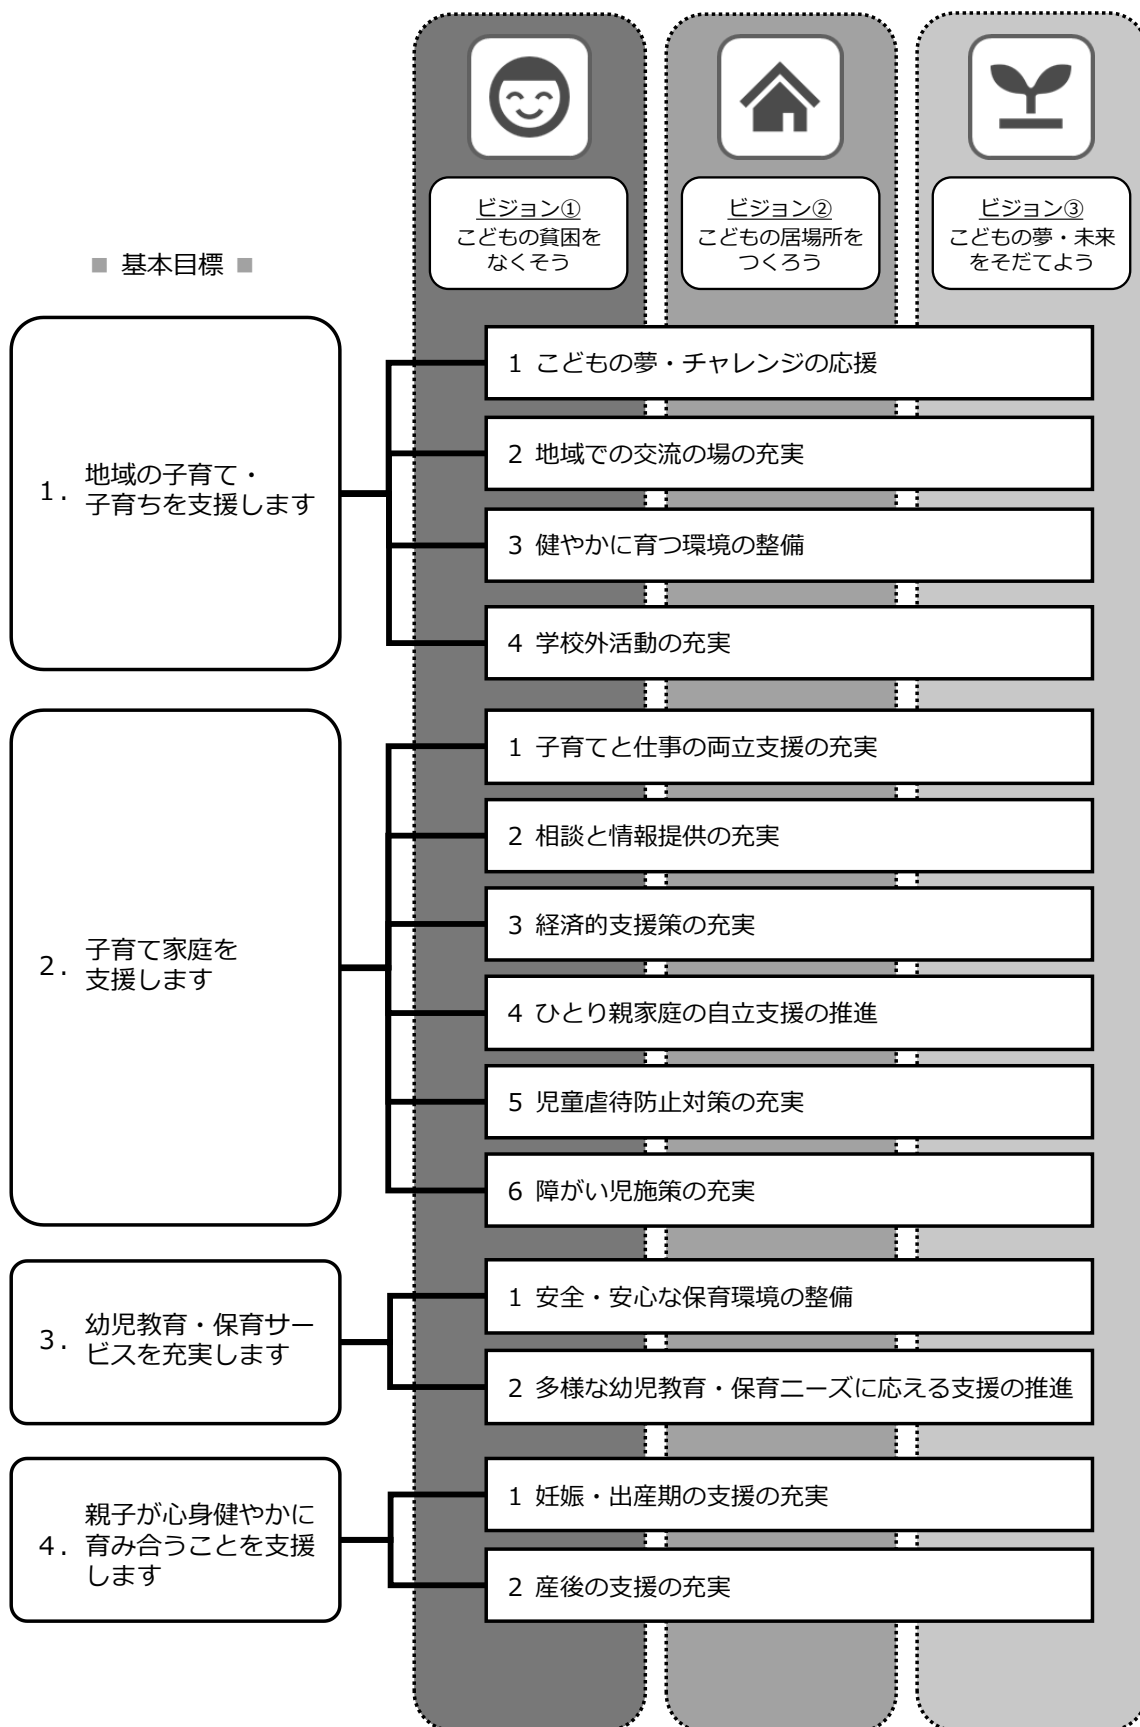 ビジョン①
こどもの貧困を
なくそう
ビジョン②
こどもの居場所を
つくろう
ビジョン③
こどもの夢・未来
をそだてよう
■ 基本目標 ■
1. 地域の子育て・
子育ちを支援します
1 こどもの夢・チャレンジの応援
2 地域での交流の場の充実
3 健やかに育つ環境の整備
4 学校外活動の充実
2. 子育て家庭を
支援します
1 子育てと仕事の両立支援の充実
2 相談と情報提供の充実
3 経済的支援策の充実
4 ひとり親家庭の自立支援の推進
5 児童虐待防止対策の充実
6 障がい児施策の充実
3. 幼児教育・保育サー
ビスを充実します
1 安全・安心な保育環境の整備
2 多様な幼児教育・保育ニーズに応える支援の推進
4. 親子が心身健やかに
育み合うことを支援
します
1 妊娠・出産期の支援の充実
2 産後の支援の充実